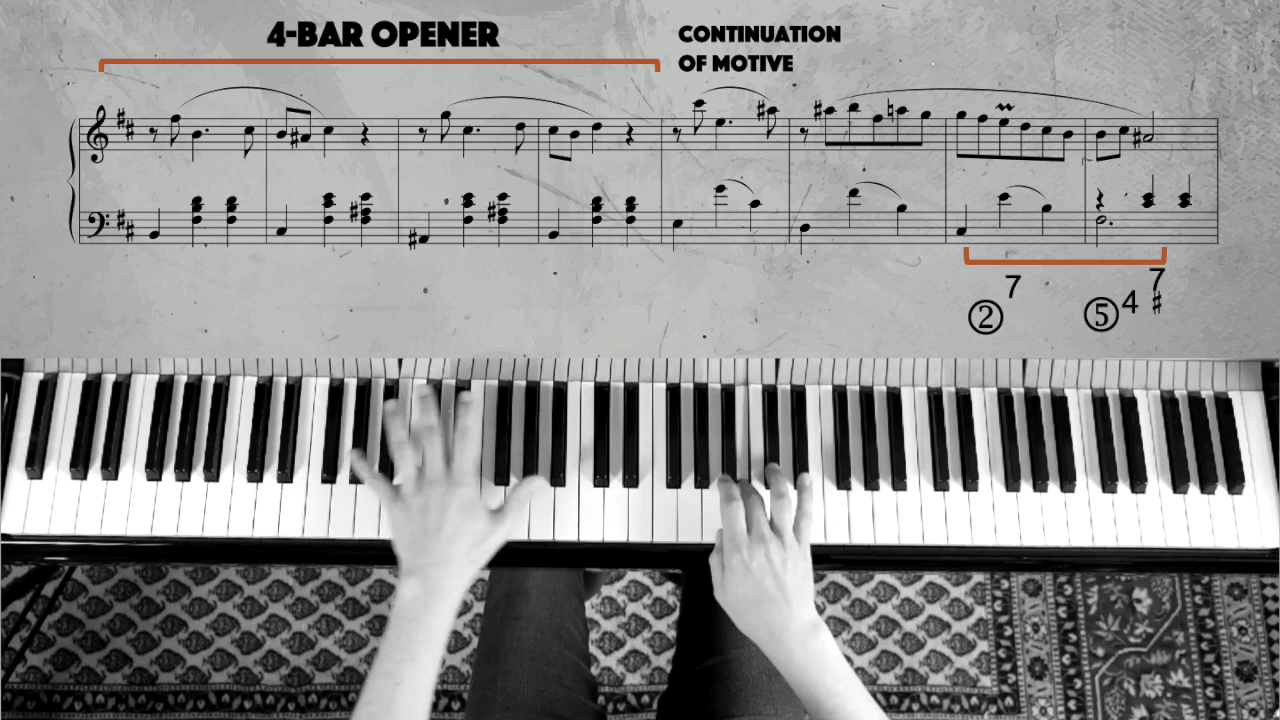 4-BAR OPENER
CONTINUATION
OF MOTIVE
② 7 ⑤ 4 7
♯